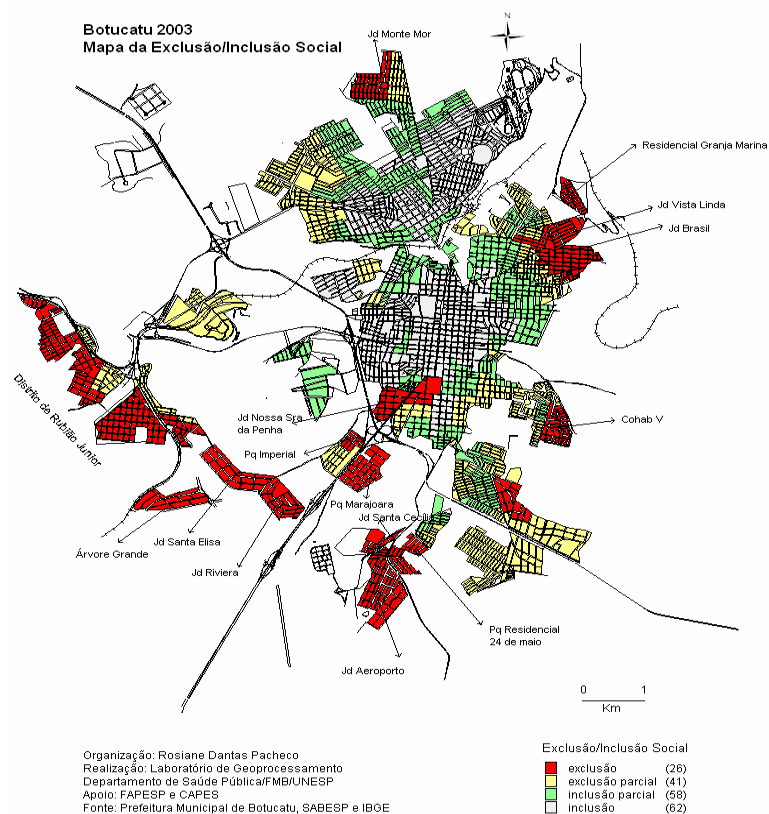 Botucatu 2003
Mapa da Exclusão/Inclusão Social
N
Jd Monte Mor
Residencial Granja Marina
Jd Vista Linda
Jd Brasil
Distrito de Rubião Junior
Jd Nossa Sra
da Penha
Cohab V
Pq Imperial
Pq Marajoara
Jd Santa Cecília
Jd Santa Elisa
Árvore Grande
Jd Riviera
Pq Residencial
24 de maio
Jd Aeroporto
0 1
Km
Exclusão/Inclusão Social
exclusão (26)
exclusão parcial (41)
inclusão parcial (58)
inclusão (62)
Organização: Rosiane Dantas Pacheco
Realização: Laboratório de Geoprocessamento
Departamento de Saúde Pública/FMB/UNESP
Apoio: FAPESP e CAPES
Fonte: Prefeitura Municipal de Botucatu, SABESP e IBGE